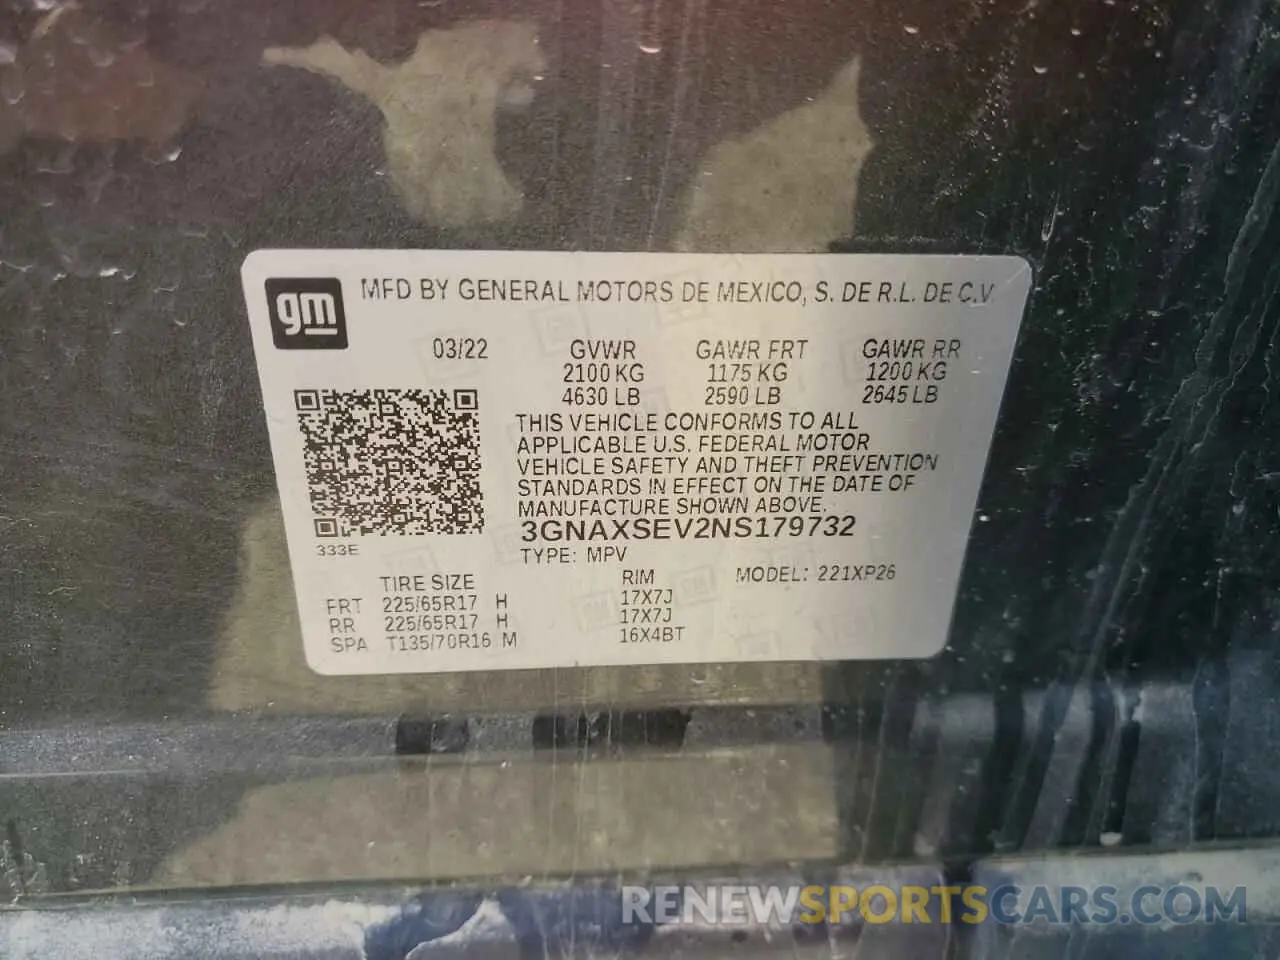 gm
MFD BY GENERAL MOTORS DE MEXICO, S. DE R.L. DE C.V.
03/22 GVWR GAWR FRT GAWR RR
2100 KG 1175 KG 1200 KG
4630 LB 2590 LB 2645 LB
THIS VEHICLE CONFORMS TO ALL
APPLICABLE U.S. FEDERAL MOTOR
VEHICLE SAFETY AND THEFT PREVENTION
STANDARDS IN EFFECT ON THE DATE OF
MANUFACTURE SHOWN ABOVE.
3GNAXSEV2NS179732
333E
TYPE: MPV
TIRE SIZE RIM MODEL: 221XP26
FRT 225/65R17 H 17X7J
RR 225/65R17 H 17X7J
SPA T135/70R16 M 16X4BT
RENEWSPORTSCARS.COM